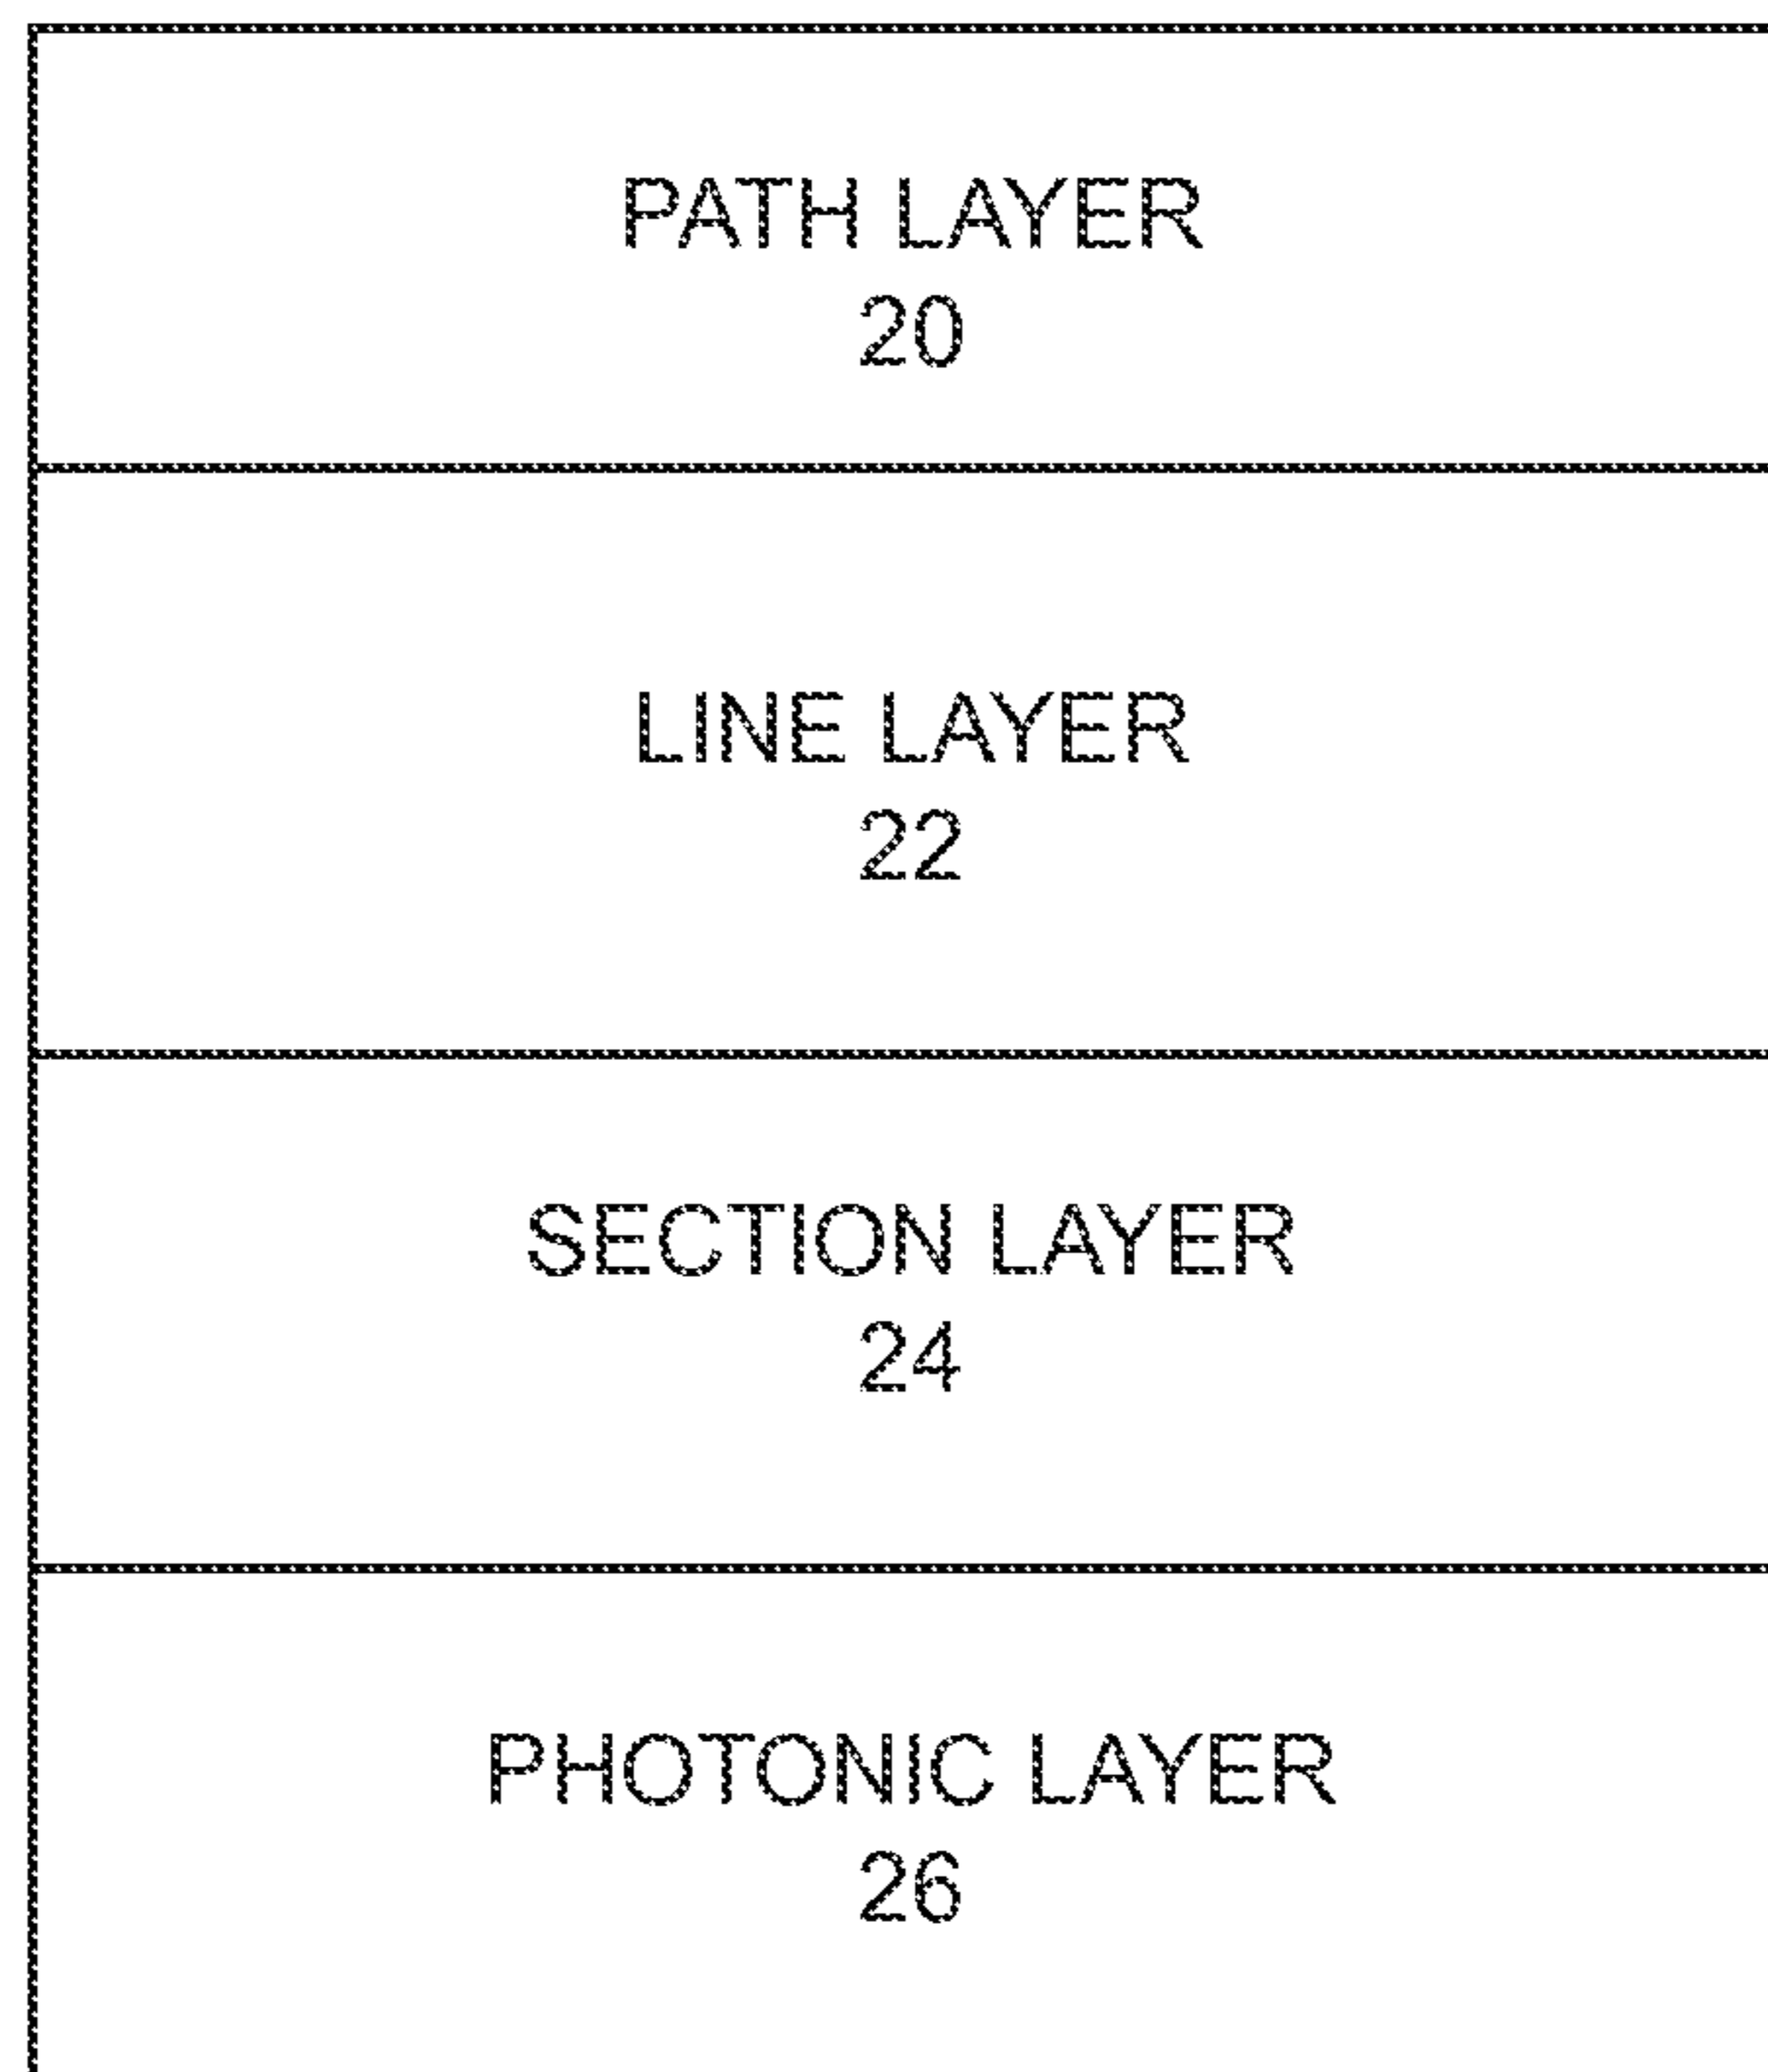 PATH LAYER
20
LINE LAYER
22
SECTION LAYER
24
PHOTONIC LAYER
26